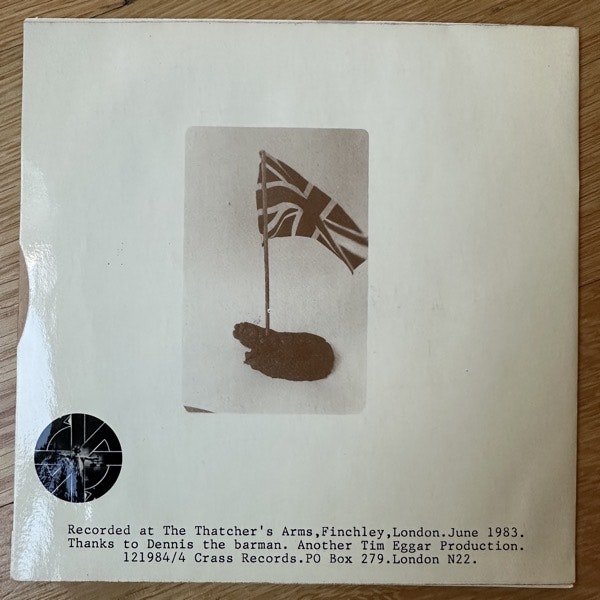 Recorded at The Thatcher's Arms,Finchley,London.June 1983.
Thanks to Dennis the barman. Another Tim Eggar Production.
121984/4 Crass Records.PO Box 279.London N22.